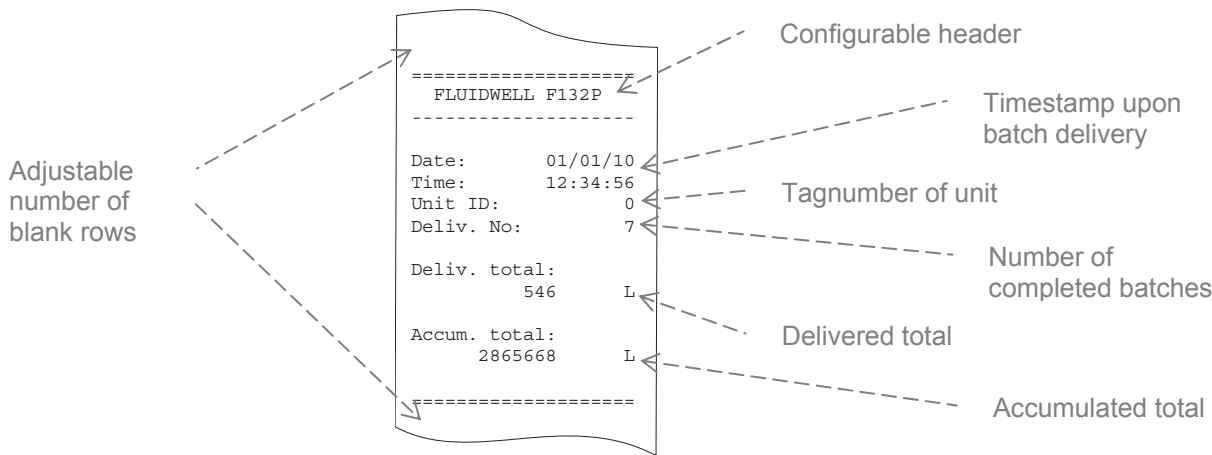 Configurable header
====================
FLUIDWELL F132P
--------------------
Timestamp upon
batch delivery
Adjustable
number of
blank rows
Date: 01/01/10
Time: 12:34:56
Unit ID: 0
Deliv. No: 7
Tagnumber of unit
Number of
completed batches
Deliv. total:
546 L
Delivered total
Accum. total:
2865668 L
Accumulated total
====================